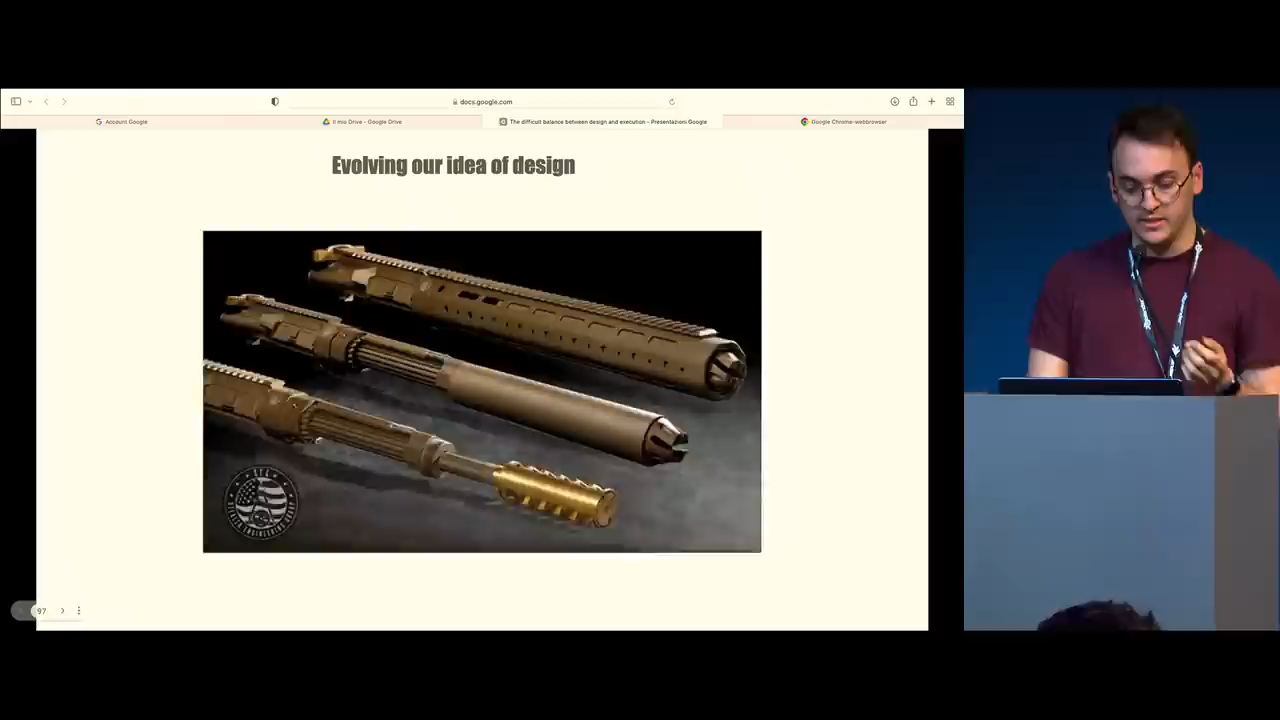 docs.google.com
Account Google
Il mio Drive - Google Drive
The difficult balance between design and execution - Presentazioni Google
Google Chrome-webbrowser
Evolving our idea of design
97